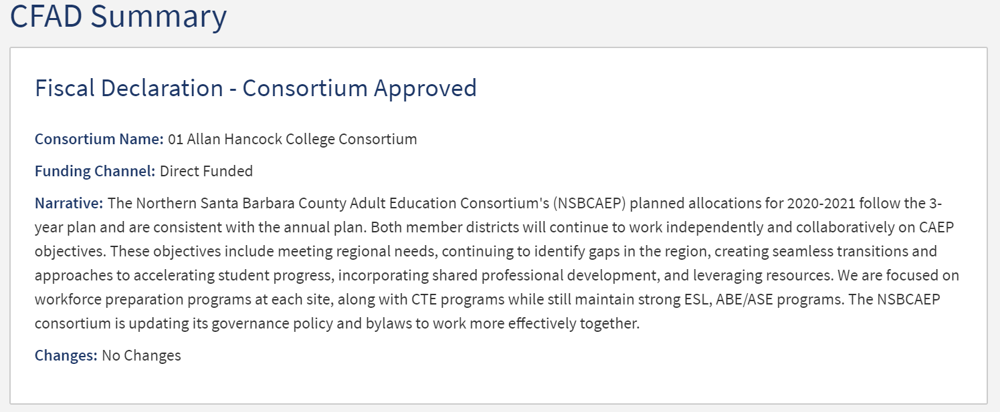 CFAD Summary
Fiscal Declaration - Consortium Approved
Consortium Name: 01 Allan Hancock College Consortium
Funding Channel: Direct Funded
Narrative: The Northern Santa Barbara County Adult Education Consortium's (NSBCAEP) planned allocations for 2020-2021 follow the 3-
year plan and are consistent with the annual plan. Both member districts will continue to work independently and collaboratively on CAEP
objectives. These objectives include meeting regional needs, continuing to identify gaps in the region, creating seamless transitions and
approaches to accelerating student progress, incorporating shared professional development, and leveraging resources. We are focused on
workforce preparation programs at each site, along with CTE programs while still maintain strong ESL, ABE/ASE programs. The NSBCAEP
consortium is updating its governance policy and bylaws to work more effectively together.
Changes: No Changes